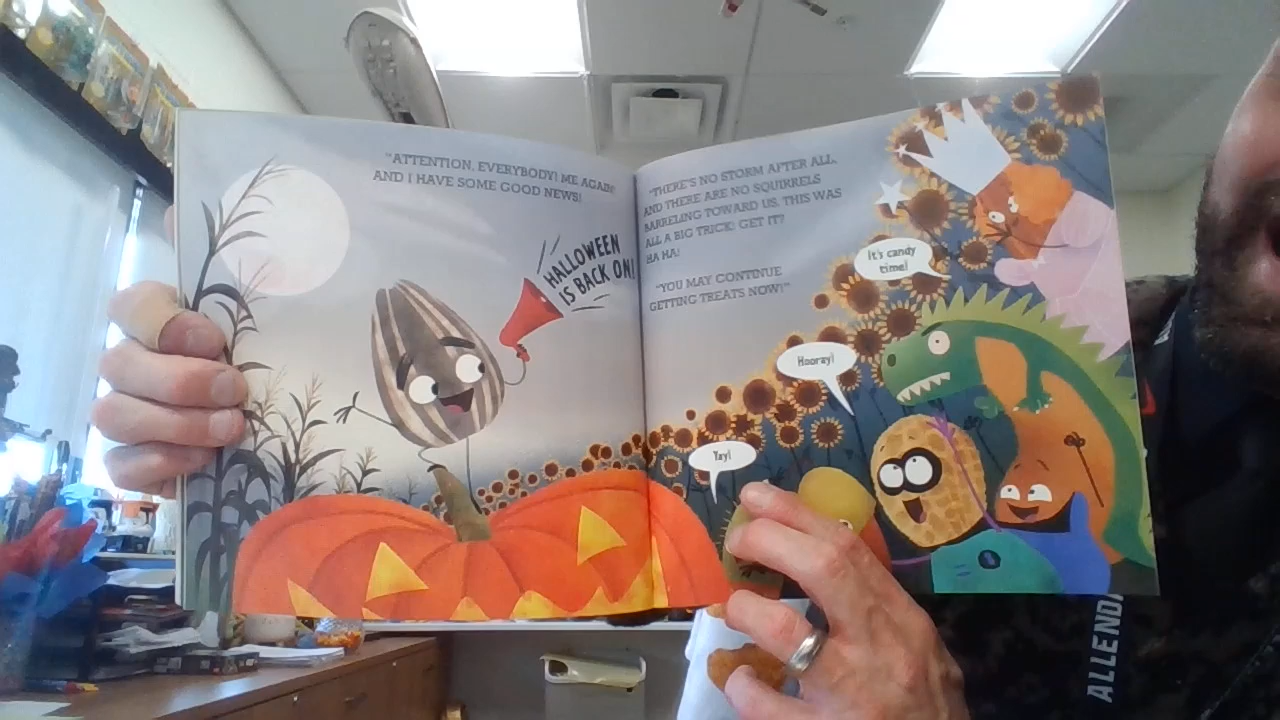 "ATTENTION, EVERYBODY! ME AGAIN!
AND I HAVE SOME GOOD NEWS!
HALLOWEEN
IS BACK ON!
"THERE'S NO STORM AFTER ALL,
AND THERE ARE NO SQUIRRELS
BARRELING TOWARD US. THIS WAS
ALL A BIG TRICK! GET IT?
HA HA!
"YOU MAY CONTINUE
GETTING TREATS NOW!"
It's candy
time!
Hooray!
Yay!